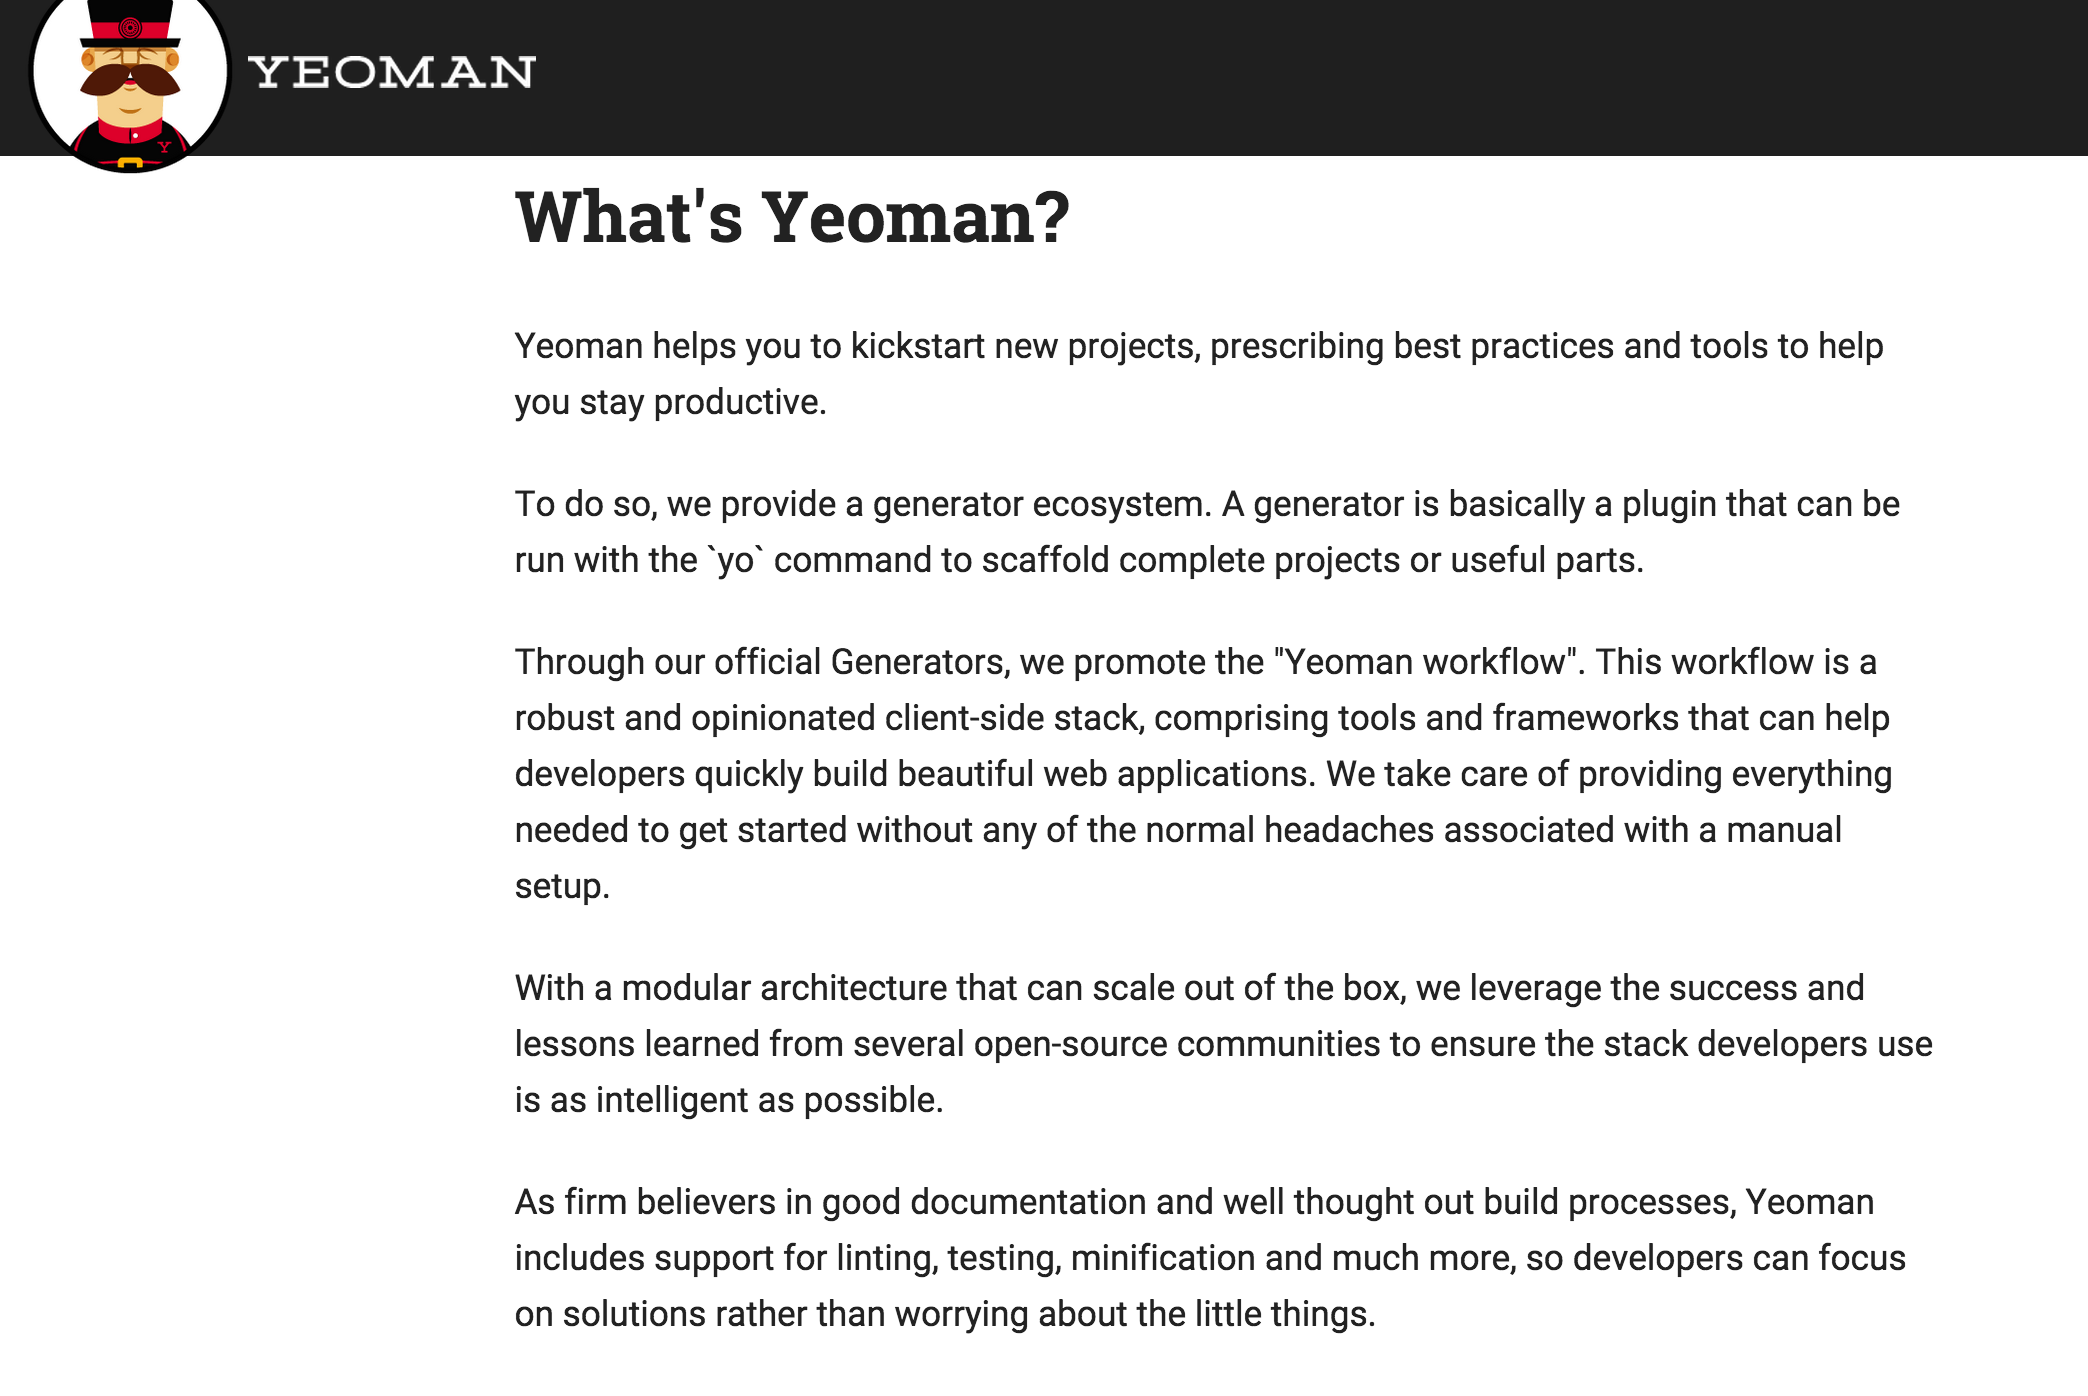 YEOMAN
What's Yeoman?
Yeoman helps you to kickstart new projects, prescribing best practices and tools to help
you stay productive.
To do so, we provide a generator ecosystem. A generator is basically a plugin that can be
run with the `yo` command to scaffold complete projects or useful parts.
Through our official Generators, we promote the "Yeoman workflow". This workflow is a
robust and opinionated client-side stack, comprising tools and frameworks that can help
developers quickly build beautiful web applications. We take care of providing everything
needed to get started without any of the normal headaches associated with a manual
setup.
With a modular architecture that can scale out of the box, we leverage the success and
lessons learned from several open-source communities to ensure the stack developers use
is as intelligent as possible.
As firm believers in good documentation and well thought out build processes, Yeoman
includes support for linting, testing, minification and much more, so developers can focus
on solutions rather than worrying about the little things.